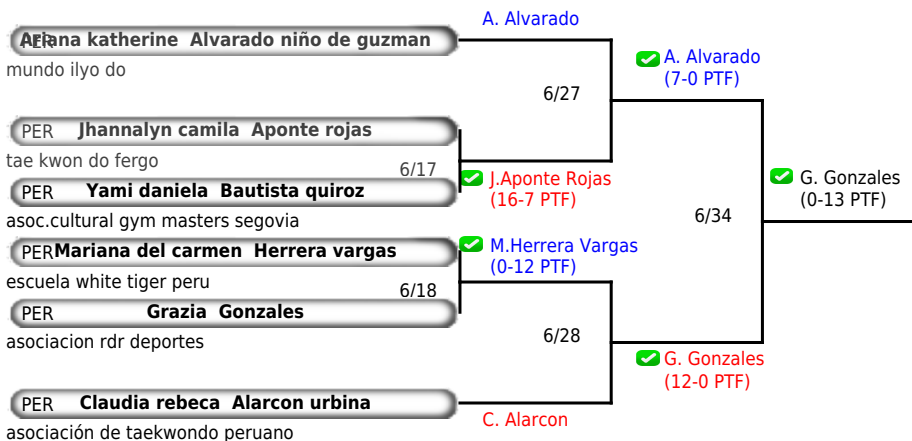 A. Alvarado
PER Ariana katherine Alvarado niño de guzman
mundo ilyo do
A. Alvarado
(7-0 PTF)
6/27
PER Jhannalyn camila Aponte rojas
tae kwon do fergo
6/17
J.Aponte Rojas
(16-7 PTF)
PER Yami daniela Bautista quiroz
asoc.cultural gym masters segovia
G. Gonzales
(0-13 PTF)
6/34
PER Mariana del carmen Herrera vargas
escuela white tiger peru
M.Herrera Vargas
(0-12 PTF)
6/18
PER Grazia Gonzales
asociacion rdr deportes
6/28
G. Gonzales
(12-0 PTF)
PER Claudia rebeca Alarcon urbina
asociación de taekwondo peruano
C. Alarcon